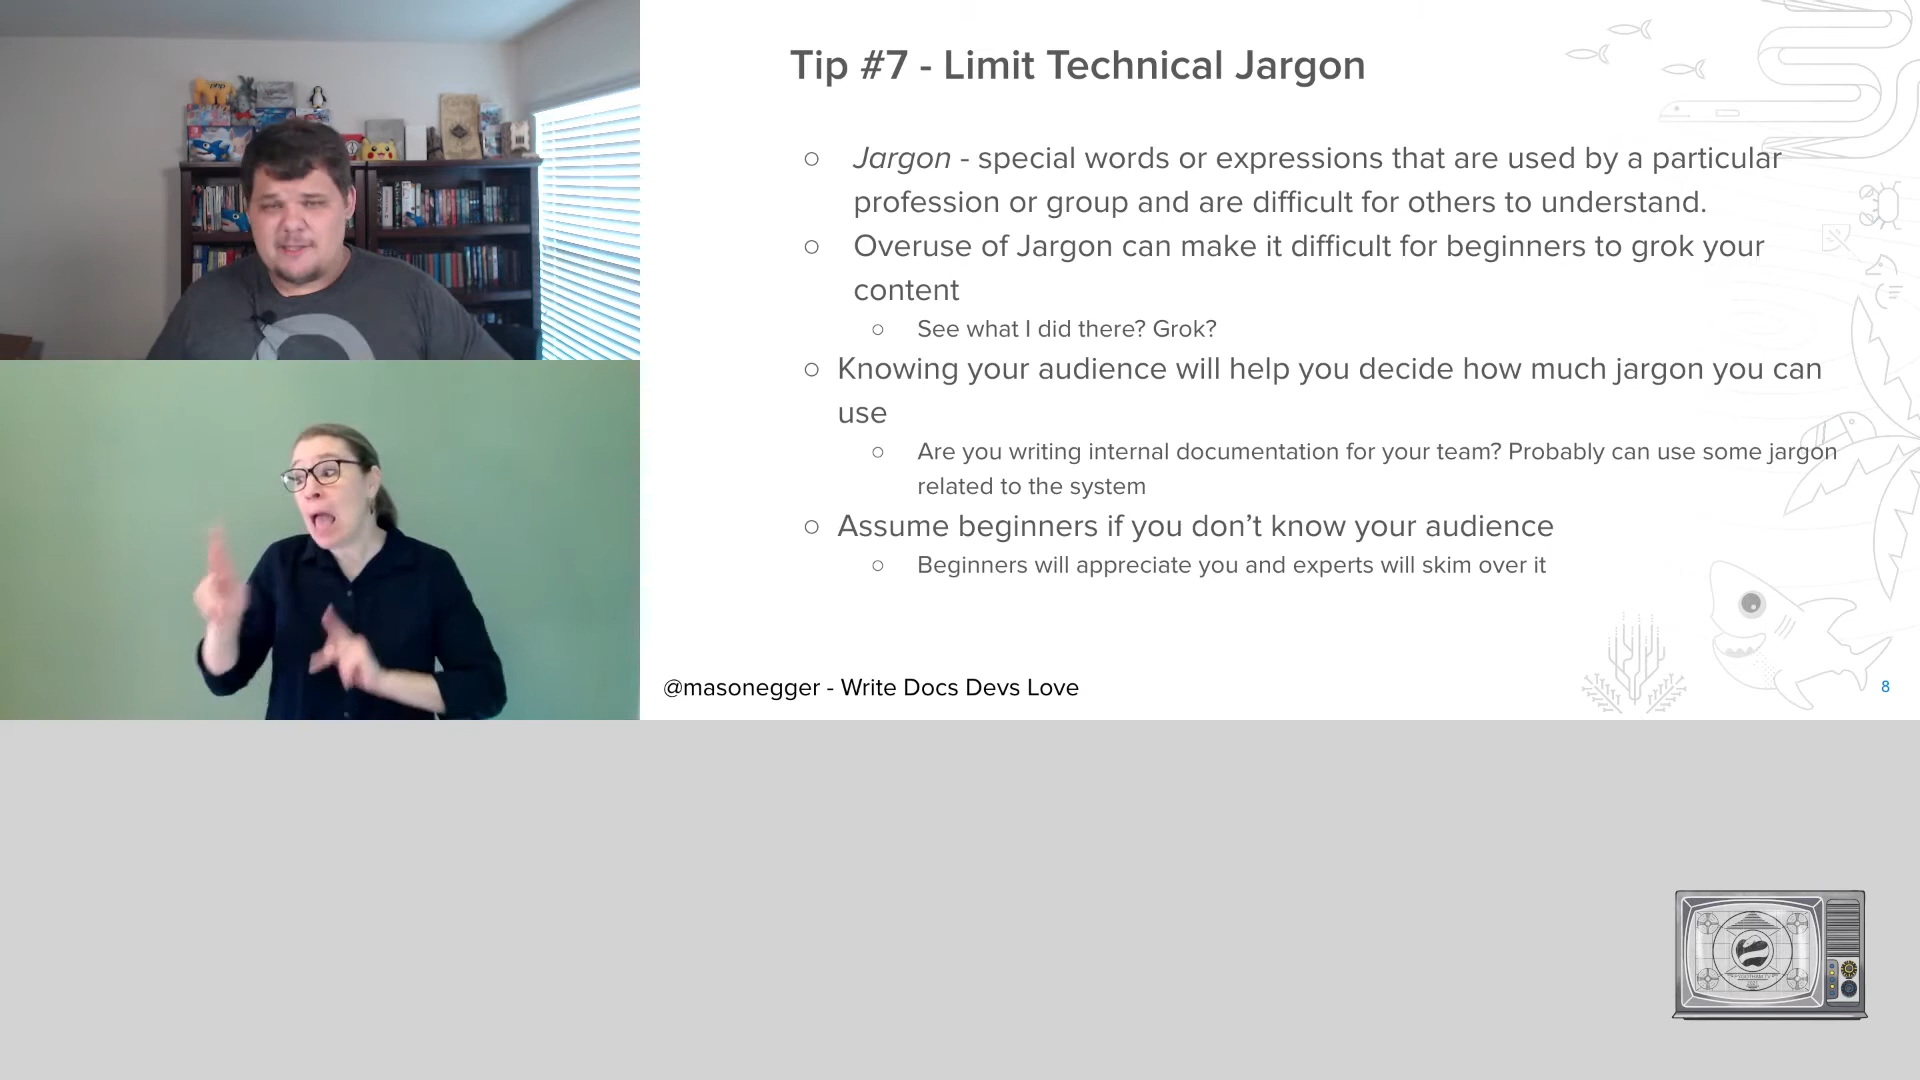 Tip #7 - Limit Technical Jargon
○ Jargon - special words or expressions that are used by a particular
profession or group and are difficult for others to understand.
○ Overuse of Jargon can make it difficult for beginners to grok your
content
○ See what I did there? Grok?
○ Knowing your audience will help you decide how much jargon you can
use
○ Are you writing internal documentation for your team? Probably can use some jargon
related to the system
○ Assume beginners if you don’t know your audience
○ Beginners will appreciate you and experts will skim over it
@masonegger - Write Docs Devs Love
8
php